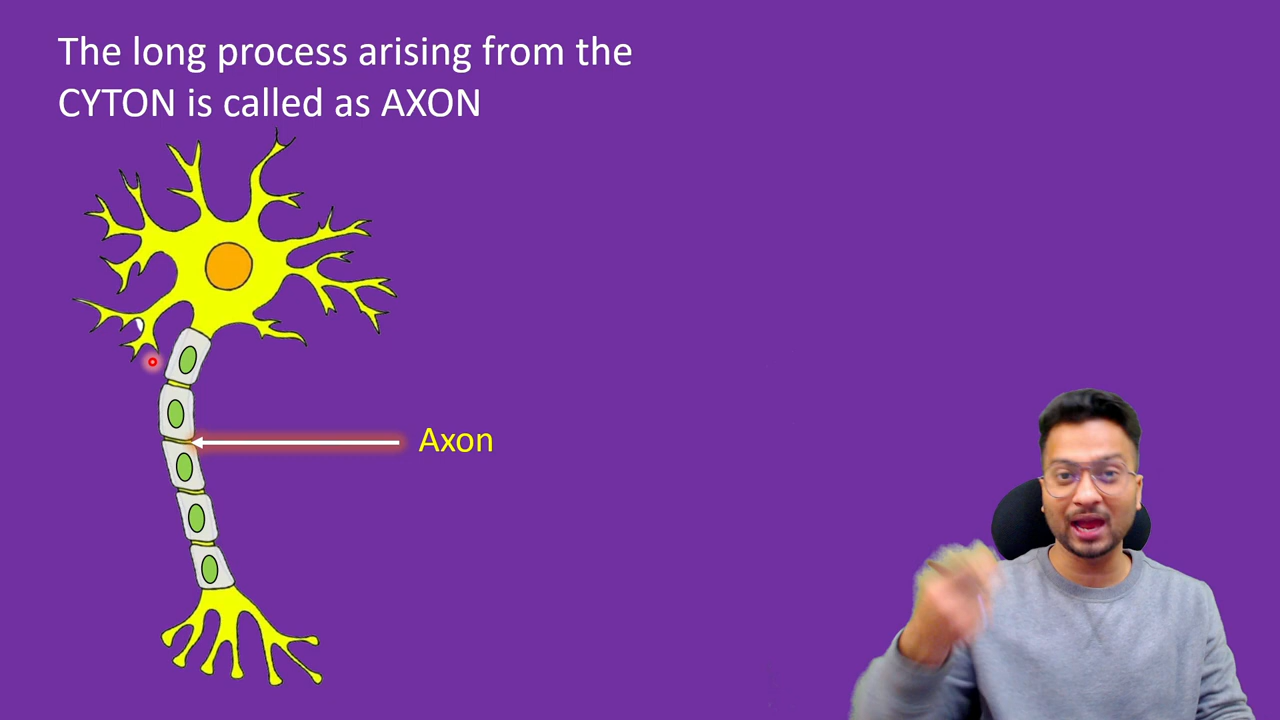 The long process arising from the
CYTON is called as AXON
Axon